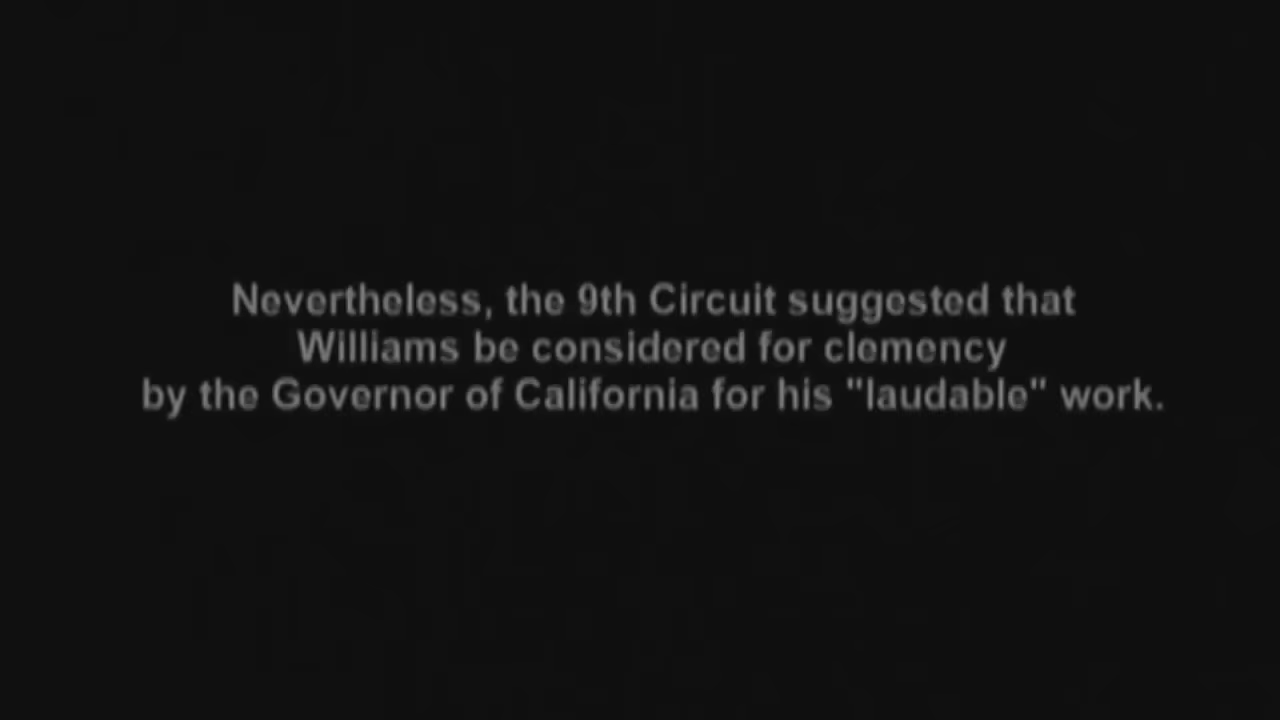 Nevertheless, the 9th Circuit suggested that
Williams be considered for clemency
by the Governor of California for his "laudable" work.